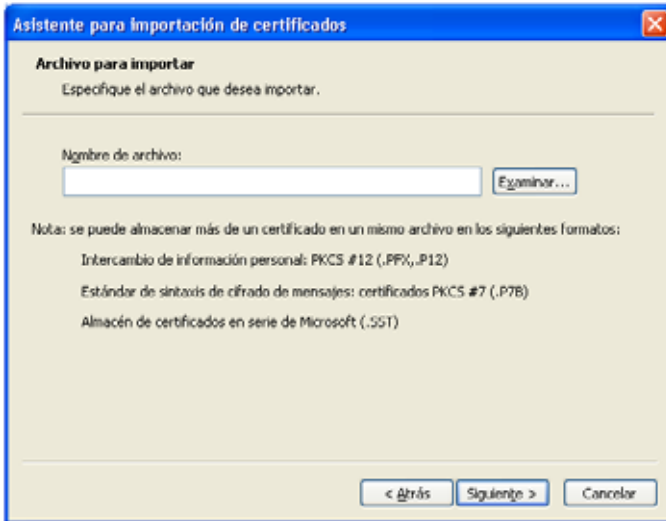 Asistente para importación de certificados
Archivo para importar
Especifique el archivo que desea importar.
Nombre de archivo:
Examinar...
Nota: se puede almacenar más de un certificado en un mismo archivo en los siguientes formatos:
Intercambio de información personal: PKCS #12 (.PFX,.P12)
Estándar de sintaxis de cifrado de mensajes: certificados PKCS #7 (.P7B)
Almacén de certificados en serie de Microsoft (.SST)
< Atrás Siguiente > Cancelar